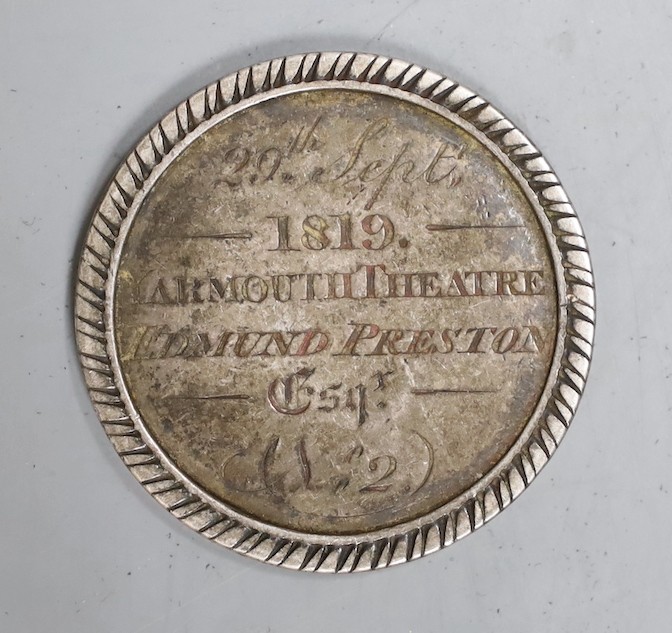 29th Sept.
1819.
YARMOUTH THEATRE
EDMUND PRESTON
Esqr
(No 2)